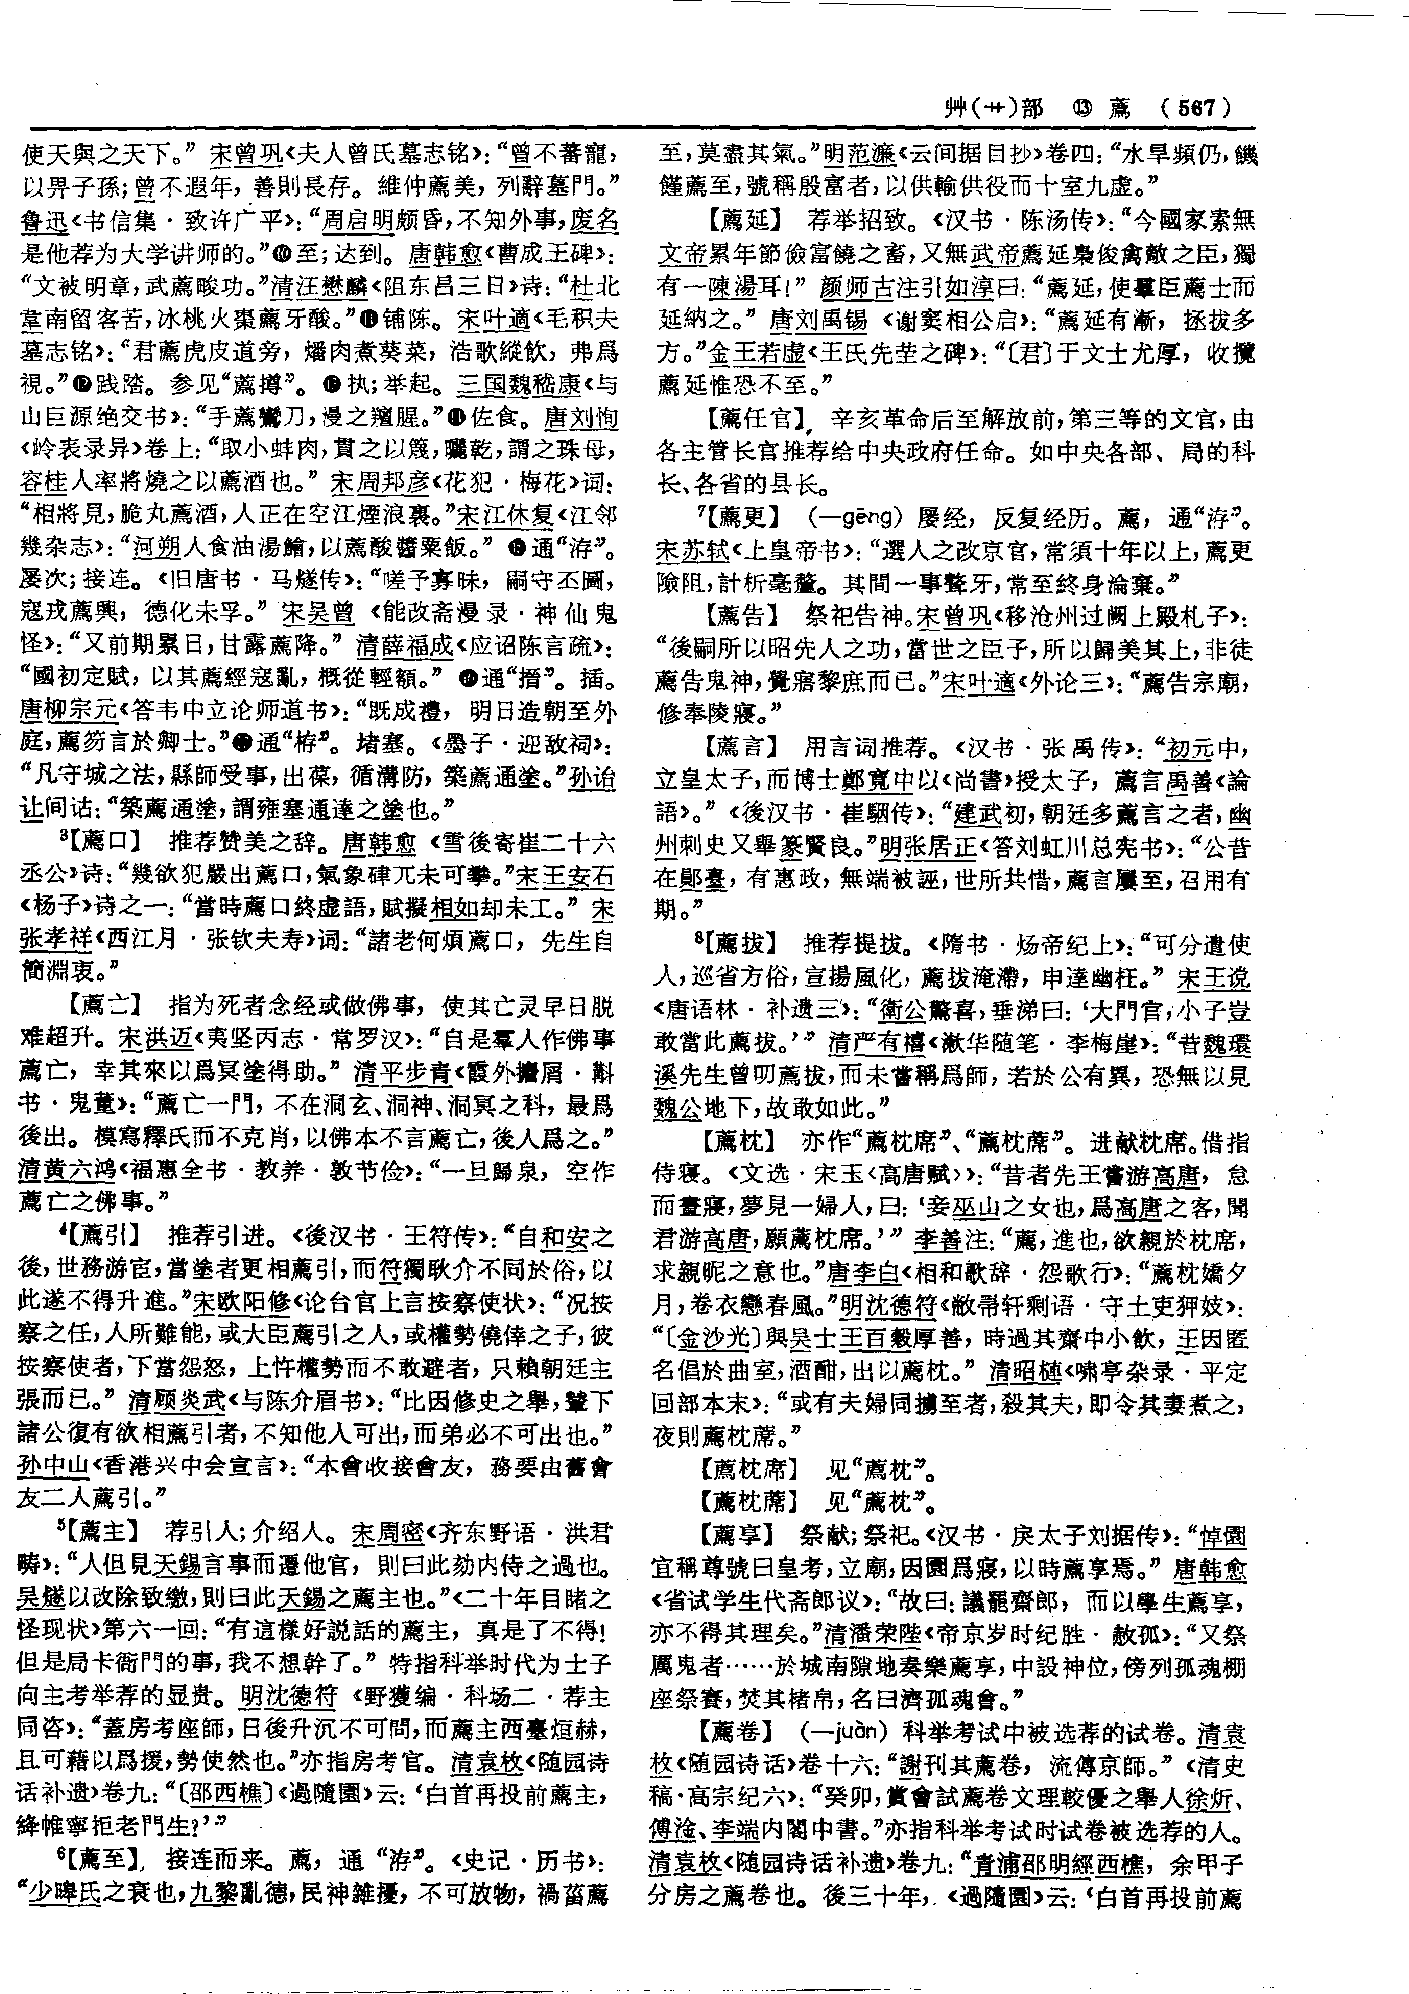 艸(艹)部 ⑬ 薦 (567)
使天與之天下。”宋曾巩《夫人曾氏墓志铭》：“曾不蕃寵，
以畀子孫；曾不遐年，善則長存。維仲薦美，列辭墓門。”
鲁迅《书信集·致许广平》：“周启明颇昏，不知外事，废名
是他荐为大学讲师的。”⑩至；达到。唐韩愈《曹成王碑》：
“文被明章，武薦畯功。”清汪懋麟《阻东昌三日》诗：“杜北
韋南留客苦，冰桃火棗薦牙酸。”⑪铺陈。宋叶適《毛积夫
墓志铭》：“君薦虎皮道旁，燔肉煮葵菜，浩歌縱飲，弗爲
視。”⑫践踏。参见“薦搏”。⑬执；举起。三国魏嵇康《与
山巨源绝交书》：“手薦鸞刀，漫之羶腥。”⑭佐食。唐刘恂
《岭表录异》卷上：“取小蚌肉，貫之以篾，曬乾，謂之珠母，
容桂人率將燒之以薦酒也。”宋周邦彦《花犯·梅花》词：
“相將見，脆丸薦酒，人正在空江煙浪裏。”宋江休复《江邻
幾杂志》：“河朔人食油湯鱠，以薦酸醬粟飯。”⑮通“洊”。
屡次；接连。《旧唐书·马燧传》：“嗟予寡昧，嗣守丕圖，
寇戎薦興，德化未孚。”宋吴曾《能改斋漫录·神仙鬼
怪》：“又前期累日，甘露薦降。”清薛福成《应诏陈言疏》：
“國初定賦，以其薦經寇亂，概從輕額。”⑯通“搢”。插。
唐柳宗元《答韦中立论师道书》：“既成禮，明日造朝至外
庭，薦笏言於卿士。”⑰通“栫”。堵塞。《墨子·迎敌祠》：
“凡守城之法，縣師受事，出葆，循溝防，築薦通塗。”孙诒
让间诂：“築薦通塗，謂雍塞通達之塗也。”
3【薦口】 推荐赞美之辞。唐韩愈《雪後寄崔二十六
丞公》诗：“幾欲犯嚴出薦口，氣象硉兀未可攀。”宋王安石
《杨子》诗之一：“當時薦口終虚語，賦擬相如却未工。”宋
张孝祥《西江月·张钦夫寿》词：“諸老何煩薦口，先生自
簡淵衷。”
【薦亡】 指为死者念经或做佛事，使其亡灵早日脱
难超升。宋洪迈《夷坚丙志·常罗汉》：“自是羣人作佛事
薦亡，幸其來以爲冥塗得助。”清平步青《霞外攟屑·斠
书·鬼董》：“薦亡一門，不在洞玄、洞神、洞冥之科，最爲
後出。模寫釋氏而不克肖，以佛本不言薦亡，後人爲之。”
清黄六鸿《福惠全书·教养·敦节俭》：“一旦歸泉，空作
薦亡之佛事。”
4【薦引】 推荐引进。《後汉书·王符传》：“自和安之
後，世務游宦，當塗者更相薦引，而符獨耿介不同於俗，以
此遂不得升進。”宋欧阳修《论台官上言按察使状》：“况按
察之任，人所難能，或大臣薦引之人，或權勢僥倖之子，彼
按察使者，下當怨怒，上忤權勢而不敢避者，只賴朝廷主
張而已。”清顾炎武《与陈介眉书》：“比因修史之舉，輦下
諸公復有欲相薦引者，不知他人可出，而弟必不可出也。”
孙中山《香港兴中会宣言》：“本會收接會友，務要由舊會
友二人薦引。”
5【薦主】 荐引人；介绍人。宋周密《齐东野语·洪君
畴》：“人但見天錫言事而遷他官，則曰此劾内侍之過也。
吴燧以改除致繳，則曰此天錫之薦主也。”《二十年目睹之
怪现状》第六一回：“有這樣好説話的薦主，真是了不得！
但是局卡衙門的事，我不想幹了。”特指科举时代为士子
向主考举荐的显贵。明沈德符《野獲编·科场二·荐主
同咨》：“蓋房考座師，日後升沉不可問，而薦主西臺烜赫，
且可藉以爲援，勢使然也。”亦指房考官。清袁枚《随园诗
话补遗》卷九：“〔邵西樵〕《過隨園》云：‘白首再投前薦主，
絳帷寧拒老門生？’”
6【薦至】 接连而来。薦，通“洊”。《史记·历书》：
“少皞氏之衰也，九黎亂德，民神雜擾，不可放物，禍菑薦
至，莫盡其氣。”明范濂《云间据目抄》卷四：“水旱頻仍，饑
饉薦至，號稱殷富者，以供輸供役而十室九虚。”
【薦延】 荐举招致。《汉书·陈汤传》：“今國家素無
文帝累年節儉富饒之畜，又無武帝薦延梟俊禽敵之臣，獨
有一陳湯耳！”颜师古注引如淳曰：“薦延，使羣臣薦士而
延納之。”唐刘禹锡《谢窦相公启》：“薦延有漸，拯拔多
方。”金王若虚《王氏先茔之碑》：“〔君〕于文士尤厚，收攬
薦延惟恐不至。”
【薦任官】 辛亥革命后至解放前，第三等的文官，由
各主管长官推荐给中央政府任命。如中央各部、局的科
长、各省的县长。
7【薦更】（一gēng）屡经，反复经历。薦，通“洊”。
宋苏轼《上皇帝书》：“選人之改京官，常須十年以上，薦更
險阻，計析毫釐。其間一事聱牙，常至終身淪棄。”
【薦告】 祭祀告神。宋曾巩《移沧州过阙上殿札子》：
“後嗣所以昭先人之功，當世之臣子，所以歸美其上，非徒
薦告鬼神，覺寤黎庶而已。”宋叶適《外论三》：“薦告宗廟，
修奉陵寢。”
【薦言】 用言词推荐。《汉书·张禹传》：“初元中，
立皇太子，而博士鄭寬中以《尚書》授太子，薦言禹善《論
語》。”《後汉书·崔駰传》：“建武初，朝廷多薦言之者，幽
州刺史又舉篆賢良。”明张居正《答刘虹川总宪书》：“公昔
在鄖臺，有惠政，無端被誣，世所共惜，薦言屢至，召用有
期。”
8【薦拔】 推荐提拔。《隋书·炀帝纪上》：“可分遣使
人，巡省方俗，宣揚風化，薦拔淹滯，申達幽枉。”宋王谠
《唐语林·补遗三》：“衛公驚喜，垂涕曰：‘大門官，小子豈
敢當此薦拔。’”清严有禧《漱华随笔·李梅崖》：“昔魏環
溪先生曾叨薦拔，而未嘗稱爲師，若於公有異，恐無以見
魏公地下，故敢如此。”
【薦枕】 亦作“薦枕席”、“薦枕蓆”。进献枕席。借指
侍寝。《文选·宋玉〈高唐赋〉》：“昔者先王嘗游高唐，怠
而晝寢，夢見一婦人，曰：‘妾巫山之女也，爲高唐之客，聞
君游高唐，願薦枕席。’”李善注：“薦，進也，欲親於枕席，
求親昵之意也。”唐李白《相和歌辞·怨歌行》：“薦枕嬌夕
月，卷衣戀春風。”明沈德符《敝帚轩剩语·守土吏狎妓》：
“〔金沙光〕與吴士王百穀厚善，時過其齋中小飲，王因匿
名倡於曲室，酒酣，出以薦枕。”清昭槤《啸亭杂录·平定
回部本末》：“或有夫婦同擄至者，殺其夫，即令其妻煮之，
夜則薦枕蓆。”
【薦枕席】 见“薦枕”。
【薦枕蓆】 见“薦枕”。
【薦享】 祭献；祭祀。《汉书·戾太子刘据传》：“悼園
宜稱尊號曰皇考，立廟，因園爲寢，以時薦享焉。”唐韩愈
《省试学生代斋郎议》：“故曰：議罷齋郎，而以學生薦享，
亦不得其理矣。”清潘荣陛《帝京岁时纪胜·赦孤》：“又祭
厲鬼者……於城南隙地奏樂薦享，中設神位，傍列孤魂棚
座祭賽，焚其楮帛，名曰濟孤魂會。”
【薦卷】（一juàn）科举考试中被选荐的试卷。清袁
枚《随园诗话》卷十六：“謝刊其薦卷，流傳京師。”《清史
稿·高宗纪六》：“癸卯，賞會試薦卷文理較優之舉人徐炘、
傅淦、李端内閣中書。”亦指科举考试时试卷被选荐的人。
清袁枚《随园诗话补遗》卷九：“青浦邵明經西樵，余甲子
分房之薦卷也。後三十年，《過隨園》云：‘白首再投前薦